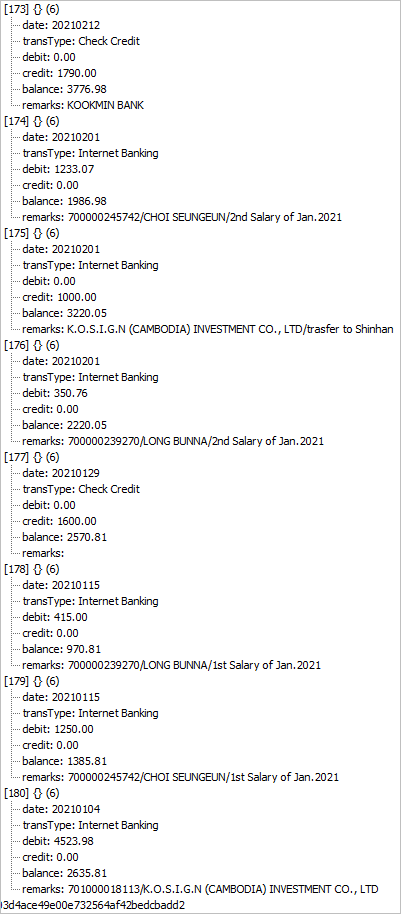 [173] {} (6)
date: 20210212
transType: Check Credit
debit: 0.00
credit: 1790.00
balance: 3776.98
remarks: KOOKMIN BANK
[174] {} (6)
date: 20210201
transType: Internet Banking
debit: 1233.07
credit: 0.00
balance: 1986.98
remarks: 700000245742/CHOI SEUNGEUN/2nd Salary of Jan.2021
[175] {} (6)
date: 20210201
transType: Internet Banking
debit: 0.00
credit: 1000.00
balance: 3220.05
remarks: K.O.S.I.G.N (CAMBODIA) INVESTMENT CO., LTD/trasfer to Shinhan
[176] {} (6)
date: 20210201
transType: Internet Banking
debit: 350.76
credit: 0.00
balance: 2220.05
remarks: 700000239270/LONG BUNNA/2nd Salary of Jan.2021
[177] {} (6)
date: 20210129
transType: Check Credit
debit: 0.00
credit: 1600.00
balance: 2570.81
remarks:
[178] {} (6)
date: 20210115
transType: Internet Banking
debit: 415.00
credit: 0.00
balance: 970.81
remarks: 700000239270/LONG BUNNA/1st Salary of Jan.2021
[179] {} (6)
date: 20210115
transType: Internet Banking
debit: 1250.00
credit: 0.00
balance: 1385.81
remarks: 700000245742/CHOI SEUNGEUN/1st Salary of Jan.2021
[180] {} (6)
date: 20210104
transType: Internet Banking
debit: 4523.98
credit: 0.00
balance: 2635.81
remarks: 701000018113/K.O.S.I.G.N (CAMBODIA) INVESTMENT CO., LTD
3d4ace49e00e732564af42bedcbadd2